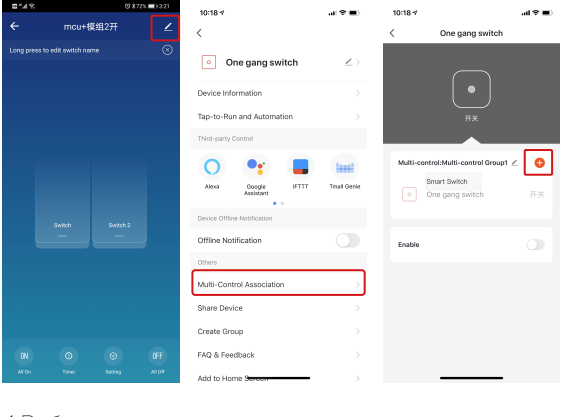 3:21
mcu+模组2开
Long press to edit switch name
Switch
Switch 2
ON
OFF
All On
Timer
Setting
All Off
10:18
One gang switch
Device Information
Tap-to-Run and Automation
Third-party Control
Alexa
Google Assistant
IFTTT
Tmall Genie
Device Offline Notification
Offline Notification
Others
Multi-Control Association
Share Device
Create Group
FAQ & Feedback
Add to Home Screen
10:18
One gang switch
开关
Multi-control:Multi-control Group1
Smart Switch
One gang switch
开关
Enable